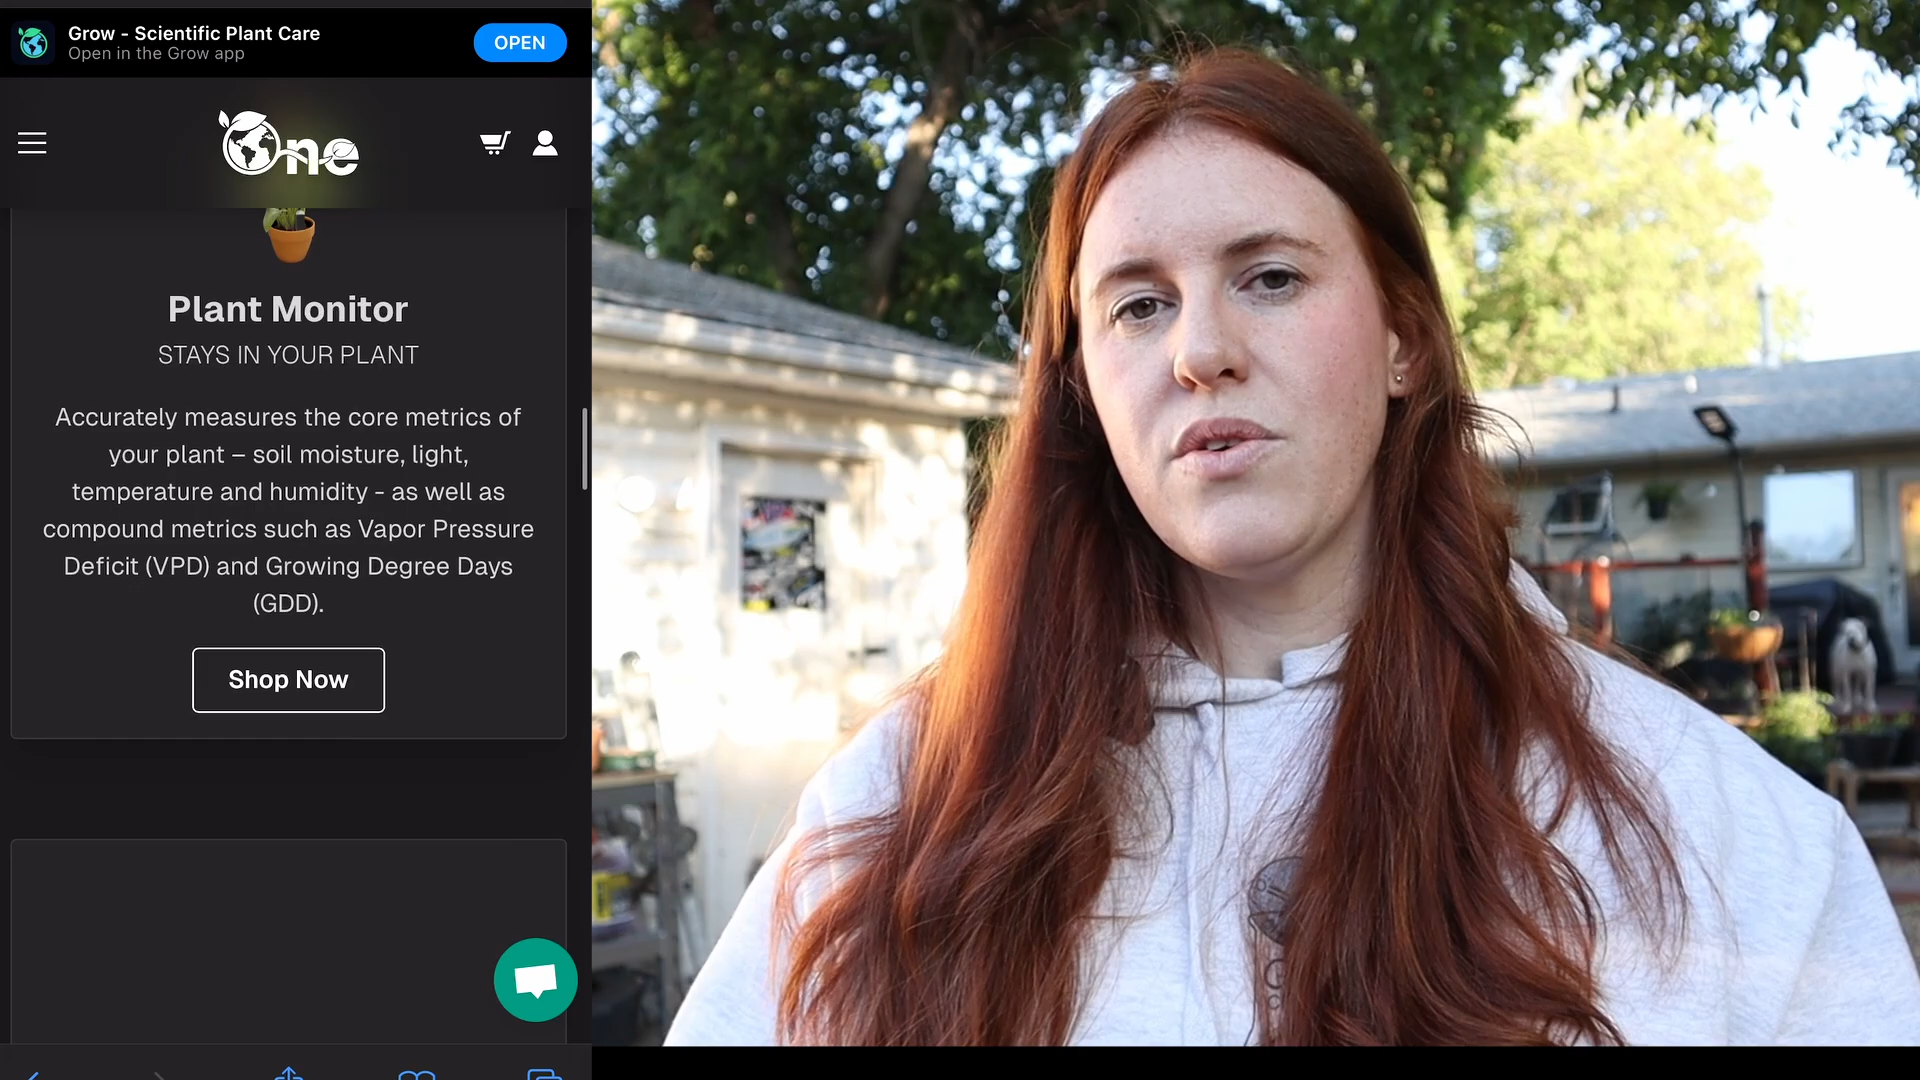 Grow - Scientific Plant Care
Open in the Grow app
OPEN
One
Plant Monitor
STAYS IN YOUR PLANT
Accurately measures the core metrics of
your plant – soil moisture, light,
temperature and humidity - as well as
compound metrics such as Vapor Pressure
Deficit (VPD) and Growing Degree Days
(GDD).
Shop Now